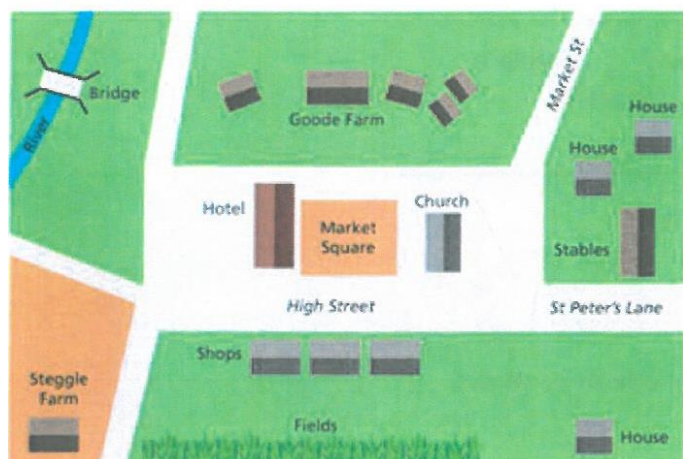 Market St
House
Bridge
River
Goode Farm
House
Hotel
Church
Market
Square
Stables
High Street
St Peter's Lane
Shops
Steggle
Farm
Fields
House